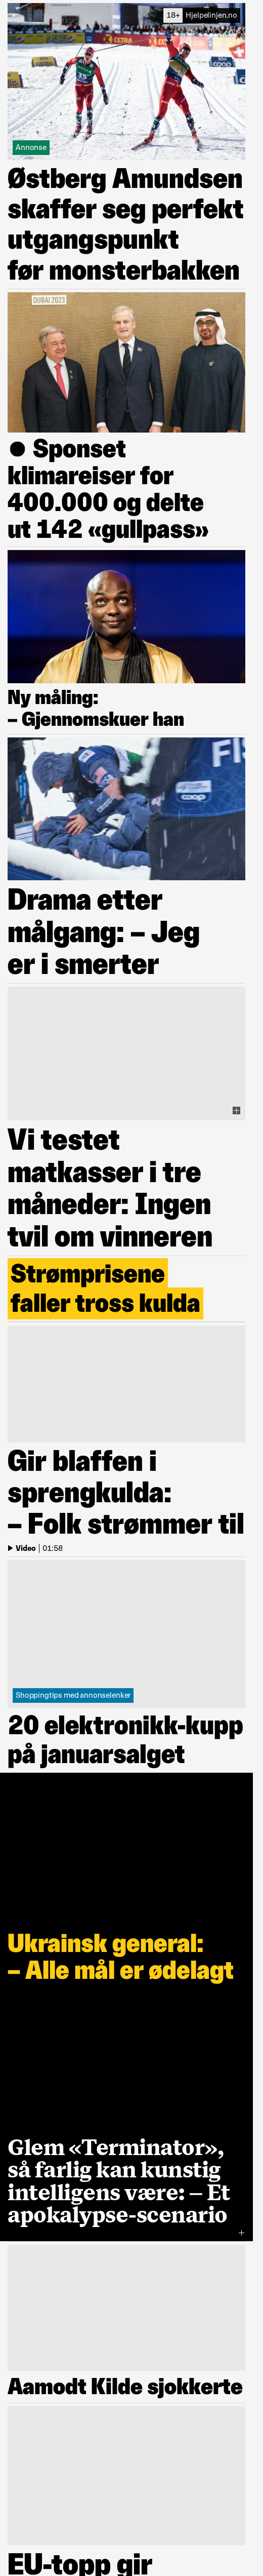 18+ Hjelpelinjen.no
Annonse
Østberg Amundsen
skaffer seg perfekt
utgangspunkt
før monsterbakken
DUBAI 2023
● Sponset
klimareiser for
400.000 og delte
ut 142 «gullpass»
Ny måling:
– Gjennomskuer han
Drama etter
målgang: – Jeg
er i smerter
Vi testet
matkasser i tre
måneder: Ingen
tvil om vinneren
Strømprisene
faller tross kulda
Gir blaffen i
sprengkulda:
– Folk strømmer til
Video | 01:58
Shoppingtips med annonselenker
20 elektronikk-kupp
på januarsalget
Ukrainsk general:
– Alle mål er ødelagt
Glem «Terminator»,
så farlig kan kunstig
intelligens være: – Et
apokalypse-scenario
+
Aamodt Kilde sjokkerte
EU-topp gir